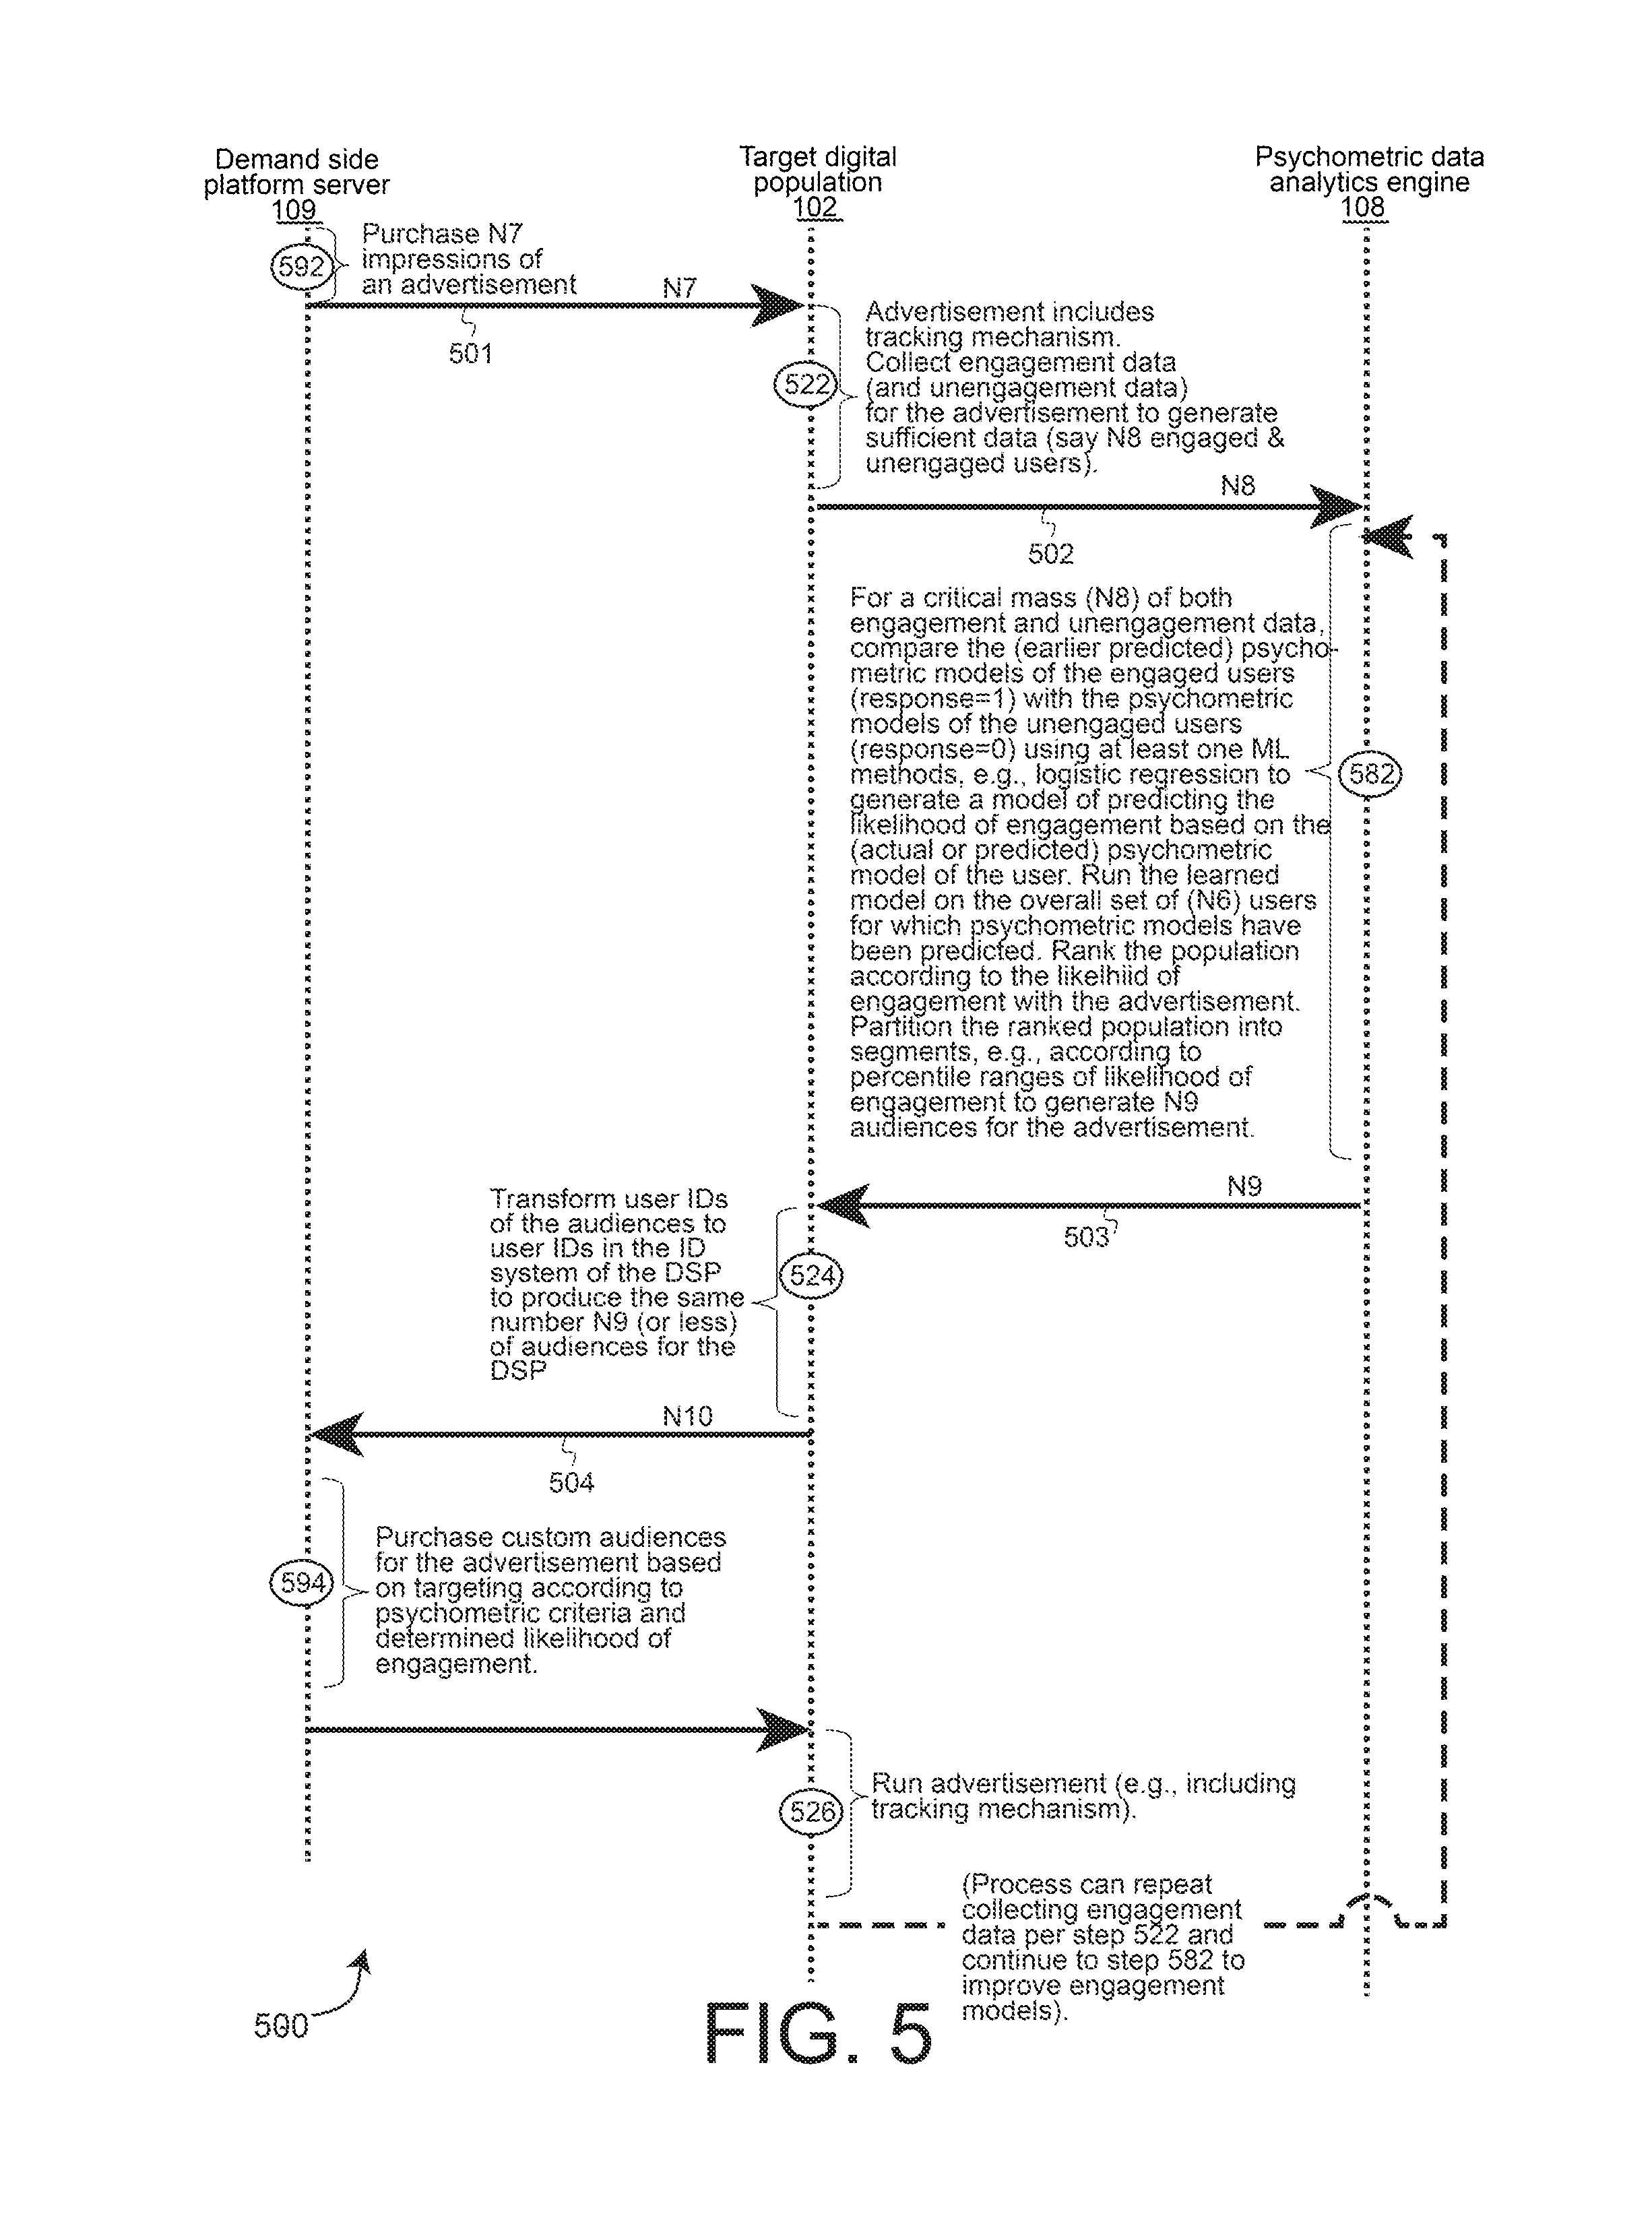 Demand side
platform server
109
Target digital
population
102
Psychometric data
analytics engine
108
592
Purchase N7
impressions of
an advertisement
N7
501
522
Advertisement includes
tracking mechanism.
Collect engagement data
(and unengagement data)
for the advertisement to generate
sufficient data (say N8 engaged &
unengaged users).
N8
502
For a critical mass (N8) of both
engagement and unengagement data,
compare the (earlier predicted) psycho-
metric models of the engaged users
(response=1) with the psychometric
models of the unengaged users
(response=0) using at least one ML
methods, e.g., logistic regression to
generate a model of predicting the
likelihood of engagement based on the
(actual or predicted) psychometric
model of the user. Run the learned
model on the overall set of (N6) users
for which psychometric models have
been predicted. Rank the population
according to the likelhiid of
engagement with the advertisement.
Partition the ranked population into
segments, e.g., according to
percentile ranges of likelihood of
engagement to generate N9
audiences for the advertisement.
582
N9
503
Transform user IDs
of the audiences to
user IDs in the ID
system of the DSP
to produce the same
number N9 (or less)
of audiences for the
DSP
524
N10
504
594
Purchase custom audiences
for the advertisement based
on targeting according to
psychometric criteria and
determined likelihood of
engagement.
526
Run advertisement (e.g., including
tracking mechanism).
(Process can repeat
collecting engagement
data per step 522 and
continue to step 582 to
improve engagement
models).
500
FIG. 5